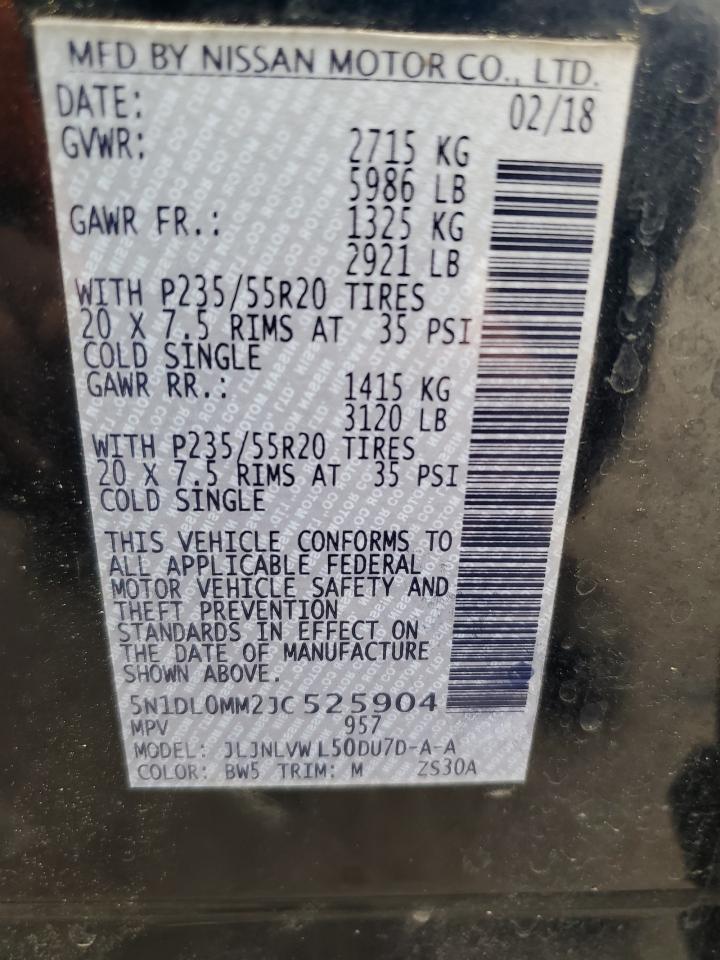 MFD BY NISSAN MOTOR CO., LTD.
DATE: 02/18
GVWR: 2715 KG
5986 LB
GAWR FR.: 1325 KG
2921 LB
WITH P235/55R20 TIRES
20 X 7.5 RIMS AT 35 PSI
COLD SINGLE
GAWR RR.: 1415 KG
3120 LB
WITH P235/55R20 TIRES
20 X 7.5 RIMS AT 35 PSI
COLD SINGLE
THIS VEHICLE CONFORMS TO
ALL APPLICABLE FEDERAL
MOTOR VEHICLE SAFETY AND
THEFT PREVENTION
STANDARDS IN EFFECT ON
THE DATE OF MANUFACTURE
SHOWN ABOVE.
5N1DL0MM2JC 525904
MPV 957
MODEL: JLJNLVW L50DU7D-A-A
COLOR: BW5 TRIM: M ZS30A